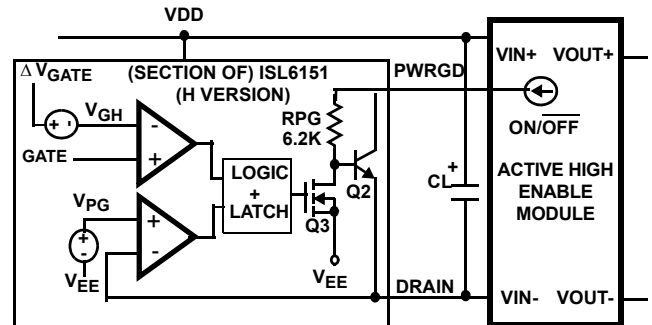 VDD
(SECTION OF) ISL6151
(H VERSION)
Δ VGATE
VGH
GATE
VPG
VEE
+
-
-
+
+
-
+
-
LOGIC
+
LATCH
RPG
6.2K
Q2
Q3
VEE
PWRGD
CL
+
DRAIN
VIN+
VOUT+
ON/OFF
ACTIVE HIGH
ENABLE
MODULE
VIN-
VOUT-